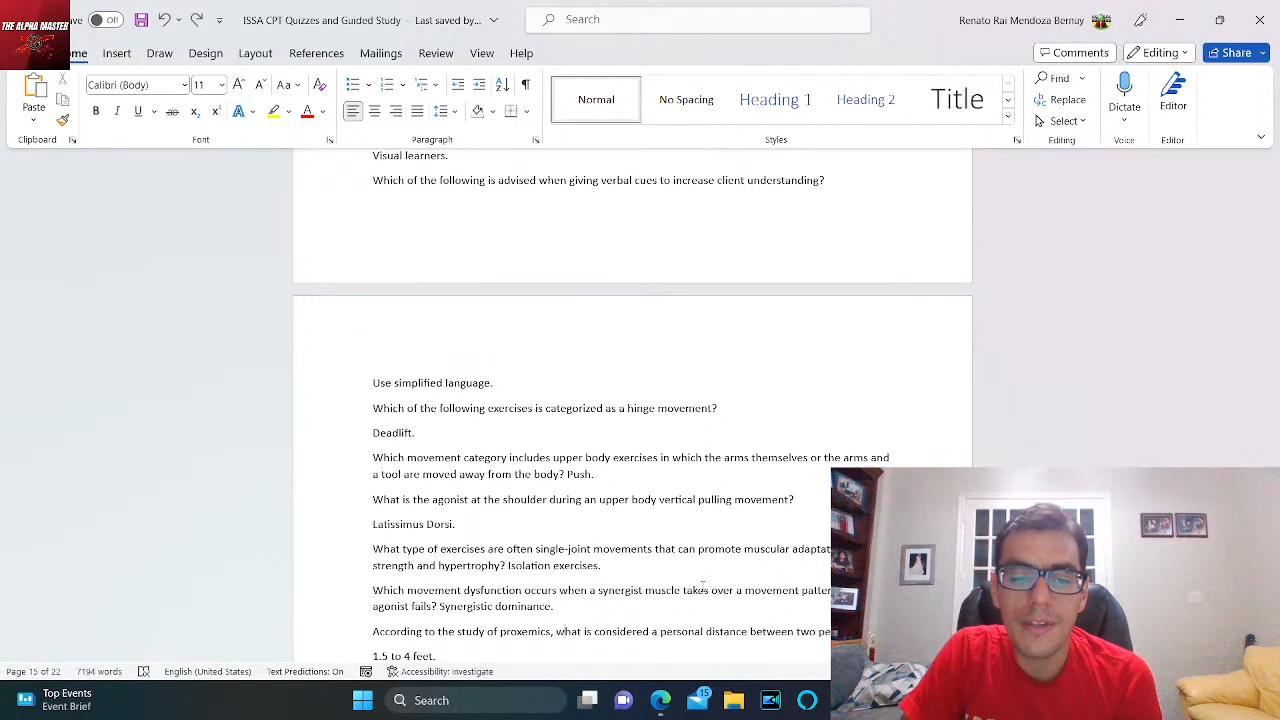 THE ALPHA MASTER
Off
ISSA CPT Quizzes and Guided Study • Last saved by...
Search
Renato Rai Mendoza Bernuy
Insert
Draw
Design
Layout
References
Mailings
Review
View
Help
Comments
Editing
Share
Paste
Calibri (Body)
11
Normal
No Spacing
Heading 1
Heading 2
Title
Find
Replace
Select
Dictate
Editor
Clipboard
Font
Paragraph
Styles
Editing
Voice
Editor
Visual learners.
Which of the following is advised when giving verbal cues to increase client understanding?
Use simplified language.
Which of the following exercises is categorized as a hinge movement?
Deadlift.
Which movement category includes upper body exercises in which the arms themselves or the arms and
a tool are moved away from the body? Push.
What is the agonist at the shoulder during an upper body vertical pulling movement?
Latissimus Dorsi.
What type of exercises are often single-joint movements that can promote muscular
strength and hypertrophy? Isolation exercises.
Which movement dysfunction occurs when a synergist muscle takes over a movement
agonist fails? Synergistic dominance.
According to the study of proxemics, what is considered a personal distance between two
1.5 to 4 feet.
Page 15 of 22
7194 words
English (United States)
Text Predictions: On
Accessibility: Investigate
Top Events
Event Brief
Search
15